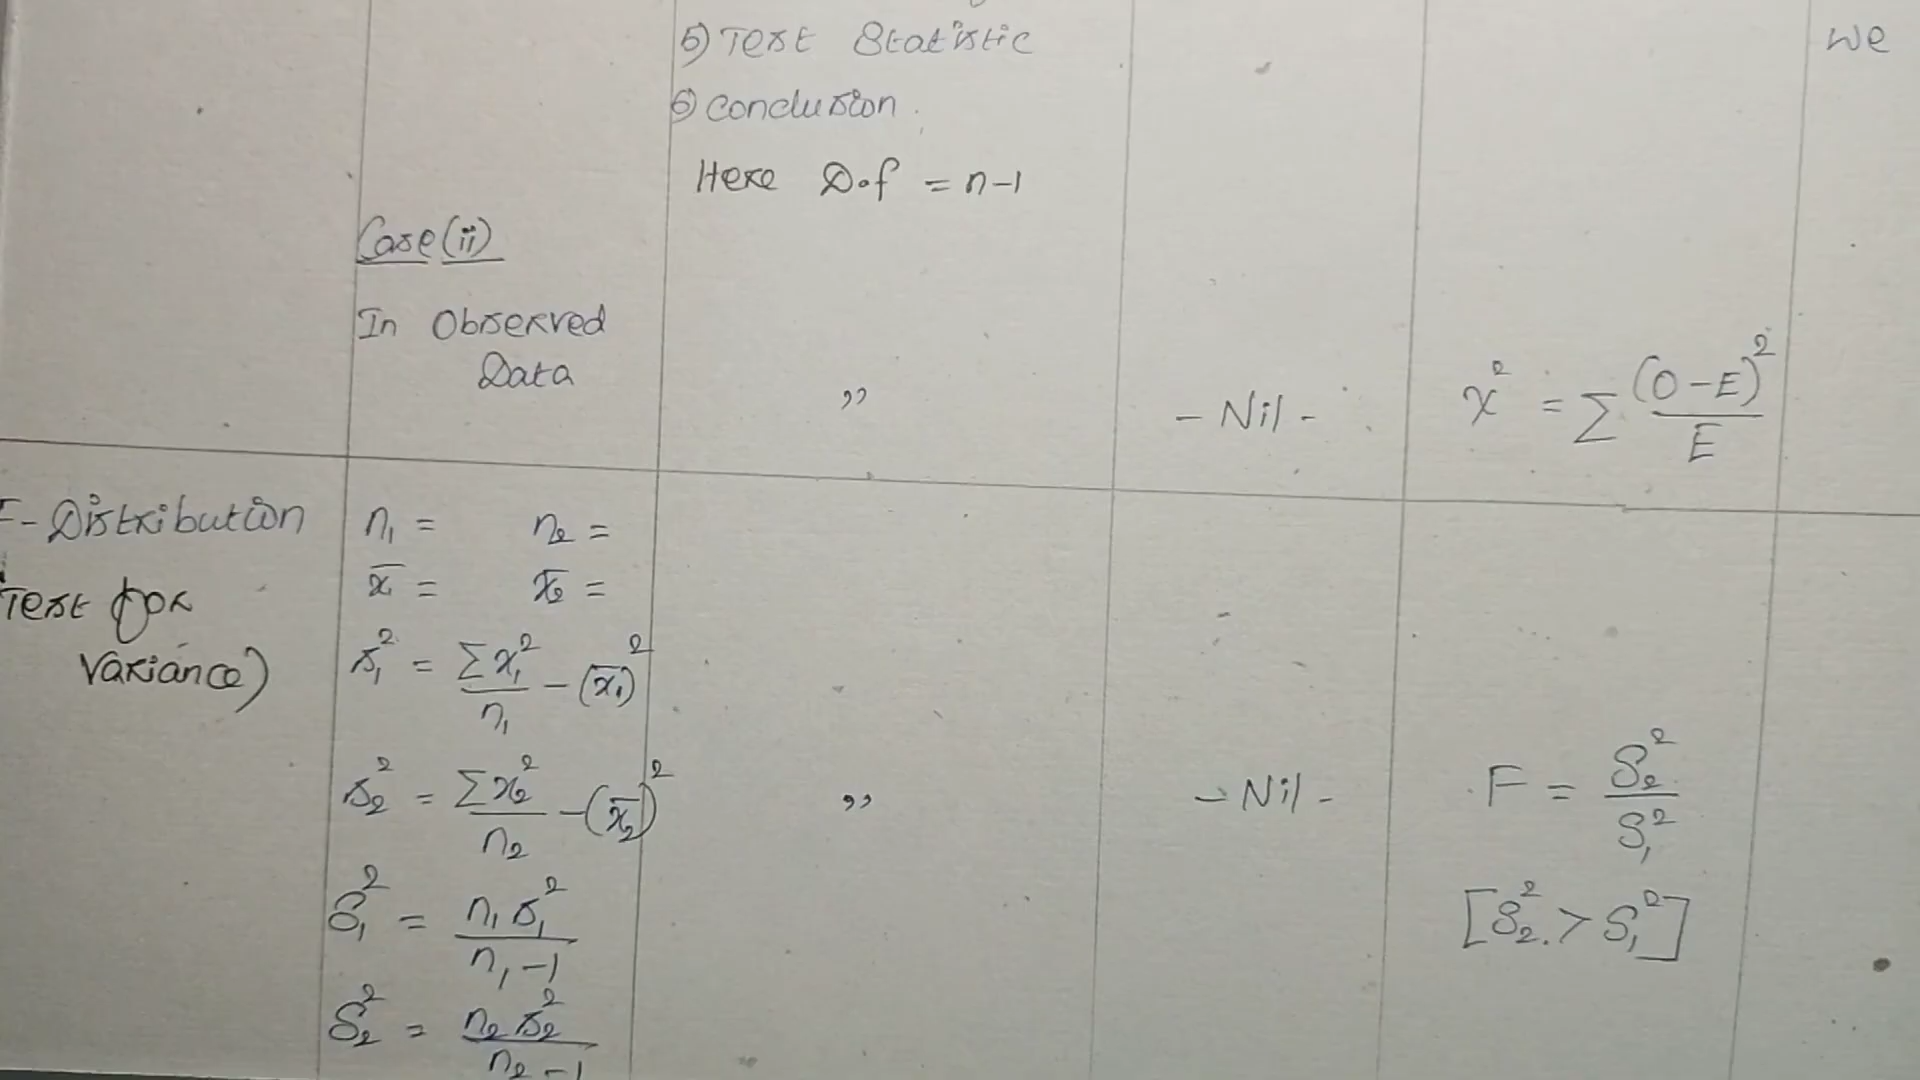 5) Test Statistic
6) Conclusion.
Here D.o.f = n-1
We
Case (ii)
In Observed
Data
,,
- Nil -
χ² = Σ (O-E)² / E
F-Distribution
Test for
Variance)
n₁ = n₂ =
x̄₁ = x̄₂ =
s₁² = Σx₁² / n₁ - (x̄₁)²
s₂² = Σx₂² / n₂ - (x̄₂)²
S₁² = n₁s₁² / n₁-1
S₂² = n₂s₂² / n₂-1
,,
- Nil -
F = S₂² / S₁²
[S₂² > S₁²]